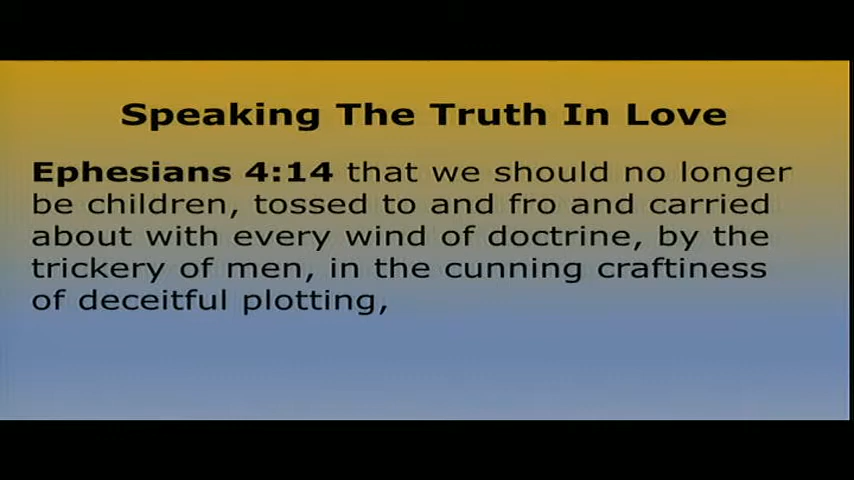 Speaking The Truth In Love
Ephesians 4:14 that we should no longer
be children, tossed to and fro and carried
about with every wind of doctrine, by the
trickery of men, in the cunning craftiness
of deceitful plotting,